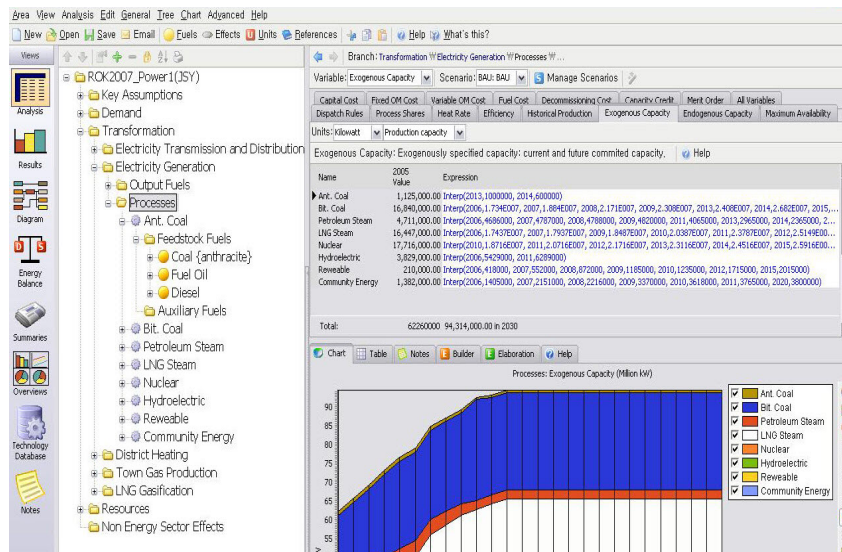 Area View Analysis Edit General Tree Chart Advanced Help
New Open Save Email Fuels Effects Units References Help What's this?
Views
Analysis
Results
Diagram
Energy Balance
Summaries
Overviews
Technology Database
Notes
ROK2007_Power1(JSY)
Key Assumptions
Demand
Transformation
Electricity Transmission and Distribution
Electricity Generation
Output Fuels
Processes
Ant. Coal
Feedstock Fuels
Coal {anthracite}
Fuel Oil
Diesel
Auxiliary Fuels
Bit. Coal
Petroleum Steam
LNG Steam
Nuclear
Hydroelectric
Reweable
Community Energy
District Heating
Town Gas Production
LNG Gasification
Resources
Non Energy Sector Effects
Branch: Transformation₩Electricity Generation₩Processes₩...
Variable: Exogenous Capacity Scenario: BAU: BAU S Manage Scenarios
Capital Cost Fixed OM Cost Variable OM Cost Fuel Cost Decommissioning Cost Capacity Credit Merit Order All Variables
Dispatch Rules Process Shares Heat Rate Efficiency Historical Production Exogenous Capacity Endogenous Capacity Maximum Availability
Units: Kilowatt Production capacity
Exogenous Capacity: Exogenously specified capacity: current and future commited capacity. Help
Name 2005 Value Expression
Ant. Coal 1,125,000.00 Interp(2013,1000000, 2014,600000)
Bit. Coal 16,840,000.00 Interp(2006,1.734E007, 2007,1.884E007, 2008,2.171E007, 2009,2.308E007, 2013,2.408E007, 2014,2.682E007, 2015,...
Petroleum Steam 4,711,000.00 Interp(2006,4686000, 2007,4787000, 2008,4788000, 2009,4820000, 2011,4065000, 2013,2965000, 2014,2365000, 2...
LNG Steam 16,447,000.00 Interp(2006,1.7437E007, 2007,1.7937E007, 2009,1.8487E007, 2010,2.0387E007, 2011,2.3787E007, 2012,2.5149E00...
Nuclear 17,716,000.00 Interp(2010,1.8716E007, 2011,2.0716E007, 2012,2.1716E007, 2013,2.3116E007, 2014,2.4516E007, 2015,2.5916E00...
Hydroelectric 3,829,000.00 Interp(2006,5429000, 2011,6289000)
Reweable 210,000.00 Interp(2006,418000, 2007,552000, 2008,872000, 2009,1185000, 2010,1235000, 2012,1715000, 2015,2015000)
Community Energy 1,382,000.00 Interp(2006,1405000, 2007,2151000, 2008,2216000, 2009,3370000, 2010,3618000, 2011,3765000, 2020,3800000)
Total: 62260000 94,314,000.00 in 2030
Chart Table Notes Builder Elaboration Help
Processes: Exogenous Capacity (Million kW)
90
85
80
75
70
65
60
55
Ant. Coal
Bit. Coal
Petroleum Steam
LNG Steam
Nuclear
Hydroelectric
Reweable
Community Energy